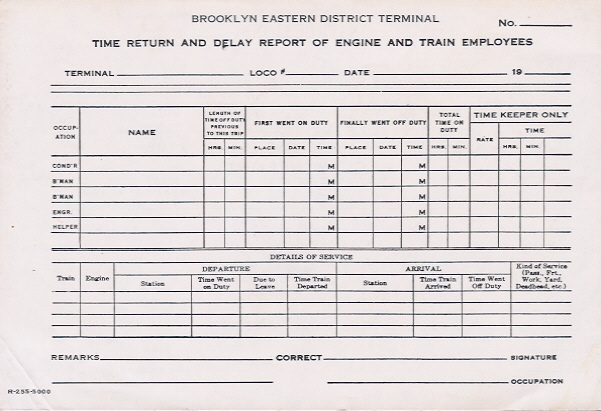 BROOKLYN EASTERN DISTRICT TERMINAL
No.
TIME RETURN AND DELAY REPORT OF ENGINE AND TRAIN EMPLOYEES
TERMINAL LOCO # DATE 19
OCCUP-ATION NAME LENGTH OF TIME OFF DUTY PREVIOUS TO THIS TRIP FIRST WENT ON DUTY FINALLY WENT OFF DUTY TOTAL TIME ON DUTY TIME KEEPER ONLY
RATE TIME
HRS. MIN. PLACE DATE TIME PLACE DATE TIME HRS. MIN. HRS. MIN.
COND'R M M
B'MAN M M
B'MAN M M
ENGR. M M
HELPER M M
DETAILS OF SERVICE
Train Engine DEPARTURE ARRIVAL Kind of Service (Pass., Frt., Work, Yard, Deadhead, etc.)
Station Time Went on Duty Due to Leave Time Train Departed Station Time Train Arrived Time Went Off Duty
REMARKS CORRECT SIGNATURE
OCCUPATION
R-255-5000